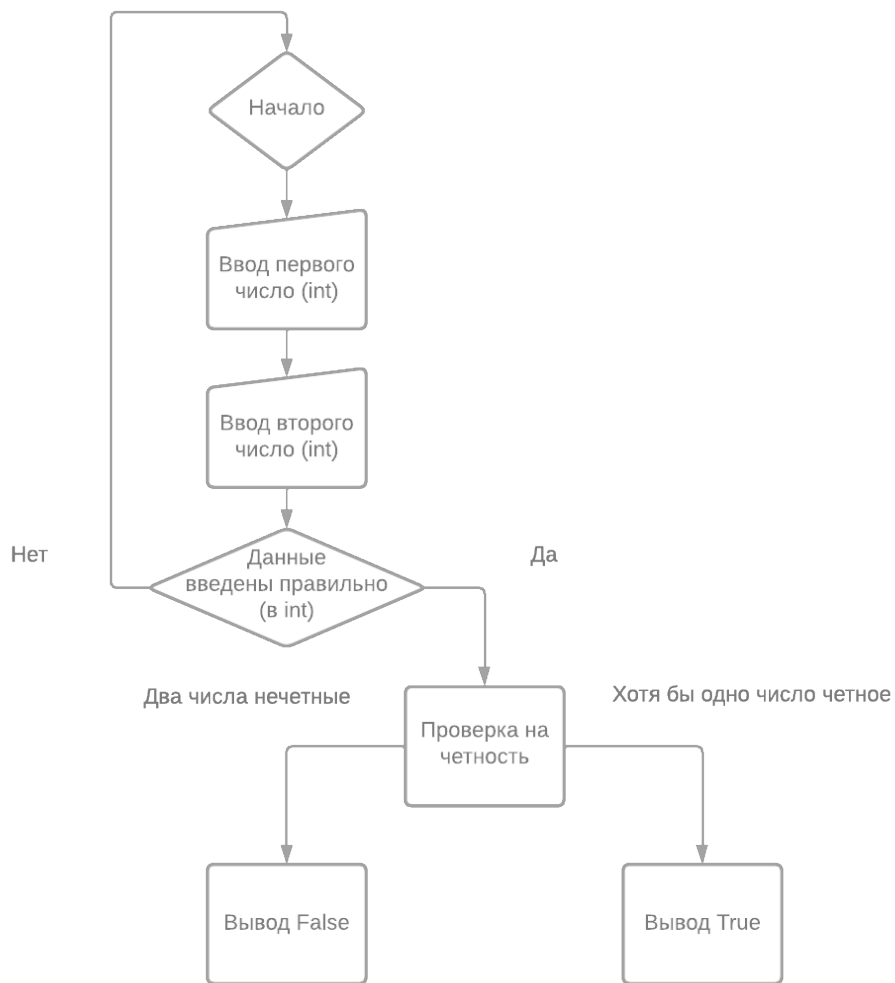 Начало
Ввод первого
число (int)
Ввод второго
число (int)
Нет
Данные
введены правильно
(в int)
Да
Два числа нечетные
Хотя бы одно число четное
Проверка на
четность
Вывод False
Вывод True